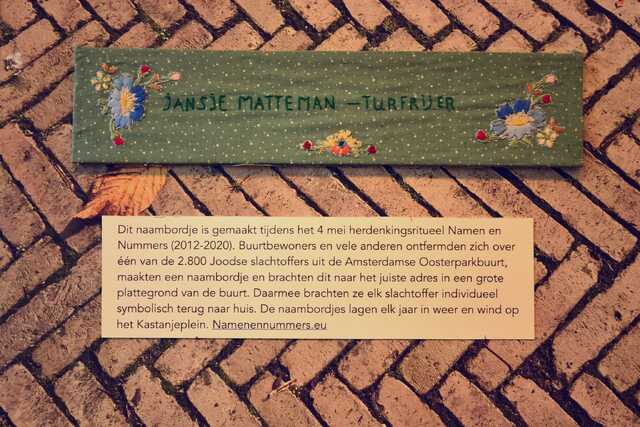 JANSJE MATTEMAN – TURFRIJER
Dit naambordje is gemaakt tijdens het 4 mei herdenkingsritueel Namen en
Nummers (2012-2020). Buurtbewoners en vele anderen ontfermden zich over
één van de 2.800 Joodse slachtoffers uit de Amsterdamse Oosterparkbuurt,
maakten een naambordje en brachten dit naar het juiste adres in een grote
plattegrond van de buurt. Daarmee brachten ze elk slachtoffer individueel
symbolisch terug naar huis. De naambordjes lagen elk jaar in weer en wind op
het Kastanjeplein. Namenennummers.eu